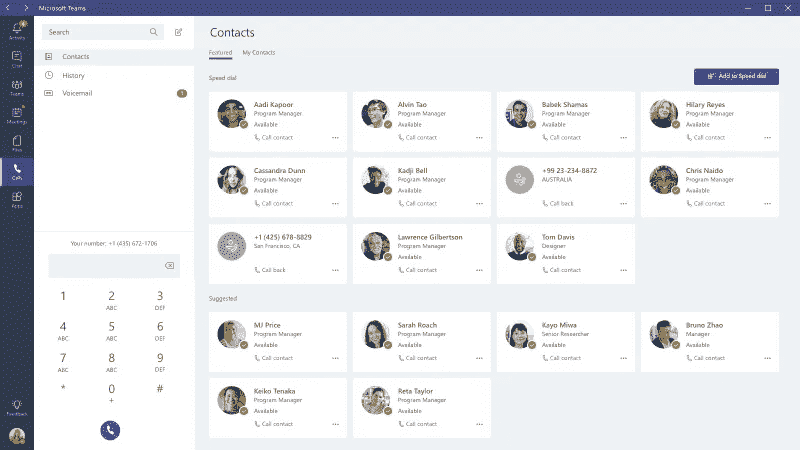 Microsoft Teams
Activity
Chat
Teams
Meetings
Files
Calls
Apps
Feedback
Search
Contacts
History
Voicemail
1
Your number: +1 (435) 672-1706
1
2
3
ABC
DEF
4
5
6
ABC
ABC
DEF
7
8
9
ABC
ABC
DEF
*
0
#
+
Contacts
Featured
My Contacts
Speed dial
Add to Speed dial
Aadi Kapoor
Program Manager
Available
Call contact
Alvin Tao
Program Manager
Available
Call contact
Babek Shamas
Program Manager
Available
Call contact
Hilary Reyes
Program Manager
Available
Call contact
Cassandra Dunn
Program Manager
Available
Call contact
Kadji Bell
Program Manager
Available
Call contact
+99 23-234-8872
AUSTRALIA
Call back
Chris Naido
Program Manager
Available
Call contact
+1 (425) 678-8829
San Francisco, CA
Call back
Lawrence Gilbertson
Program Manager
Available
Call contact
Tom Davis
Designer
Available
Call contact
Suggested
MJ Price
Program Manager
Available
Call contact
Sarah Roach
Program Manager
Available
Call contact
Kayo Miwa
Senior Researcher
Available
Call contact
Bruno Zhao
Manager
Available
Call contact
Keiko Tenaka
Program Manager
Available
Call contact
Reta Taylor
Program Manager
Available
Call contact